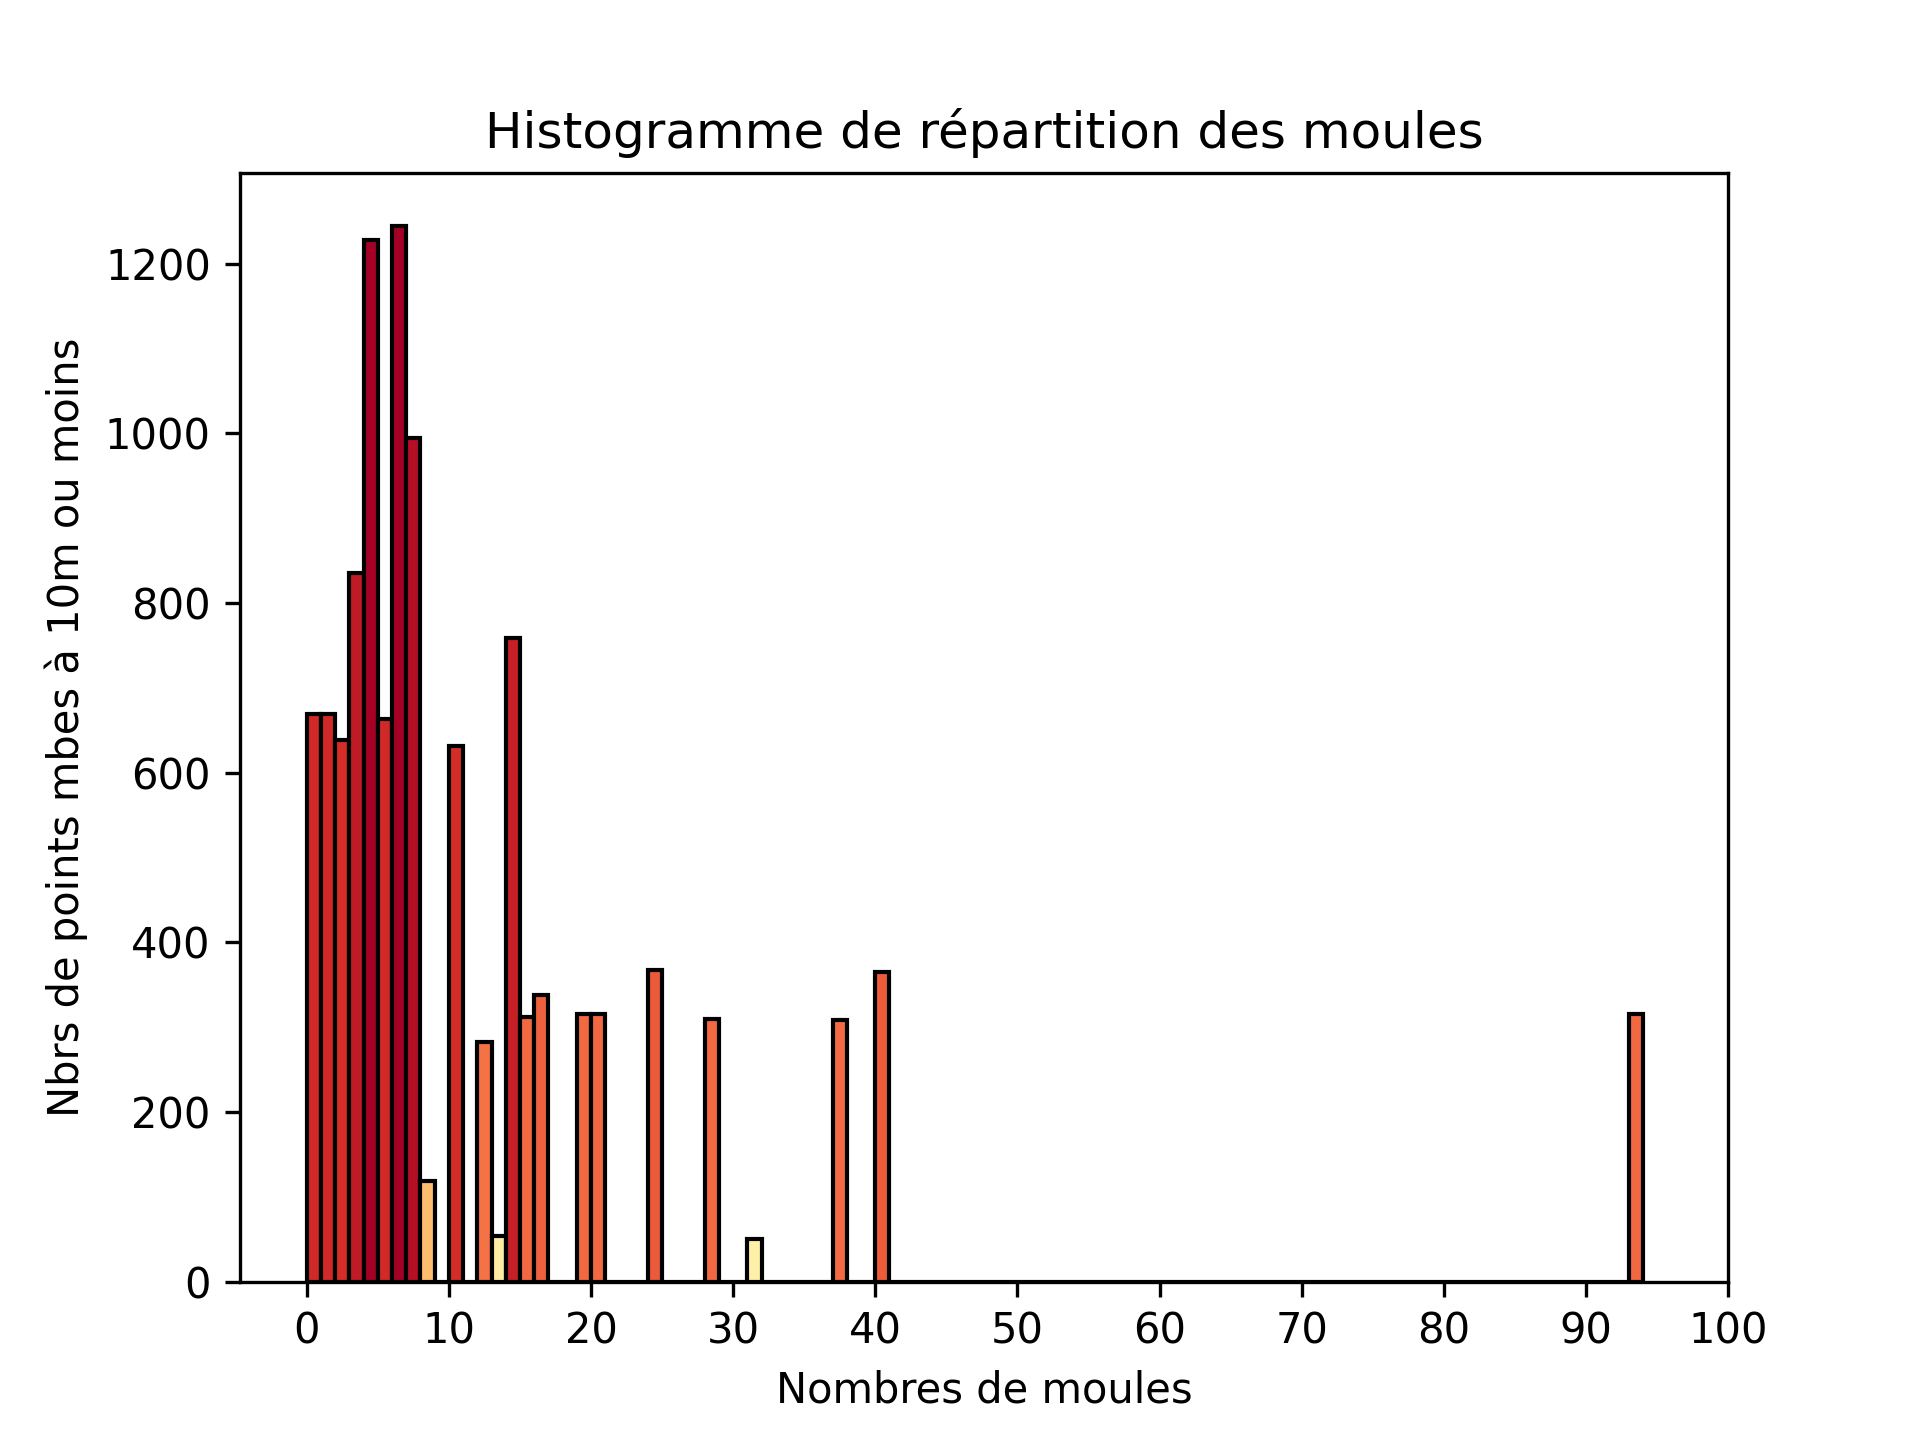 Histogramme de répartition des moules
Nbrs de points mbes à 10m ou moins
1200
1000
800
600
400
200
0
0 10 20 30 40 50 60 70 80 90 100
Nombres de moules